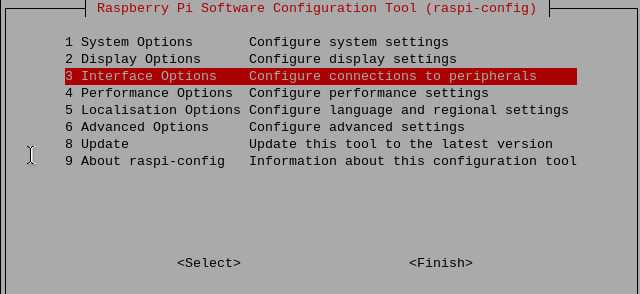 Raspberry Pi Software Configuration Tool (raspi-config)
1 System Options Configure system settings
2 Display Options Configure display settings
3 Interface Options Configure connections to peripherals
4 Performance Options Configure performance settings
5 Localisation Options Configure language and regional settings
6 Advanced Options Configure advanced settings
8 Update Update this tool to the latest version
9 About raspi-config Information about this configuration tool
<Select> <Finish>